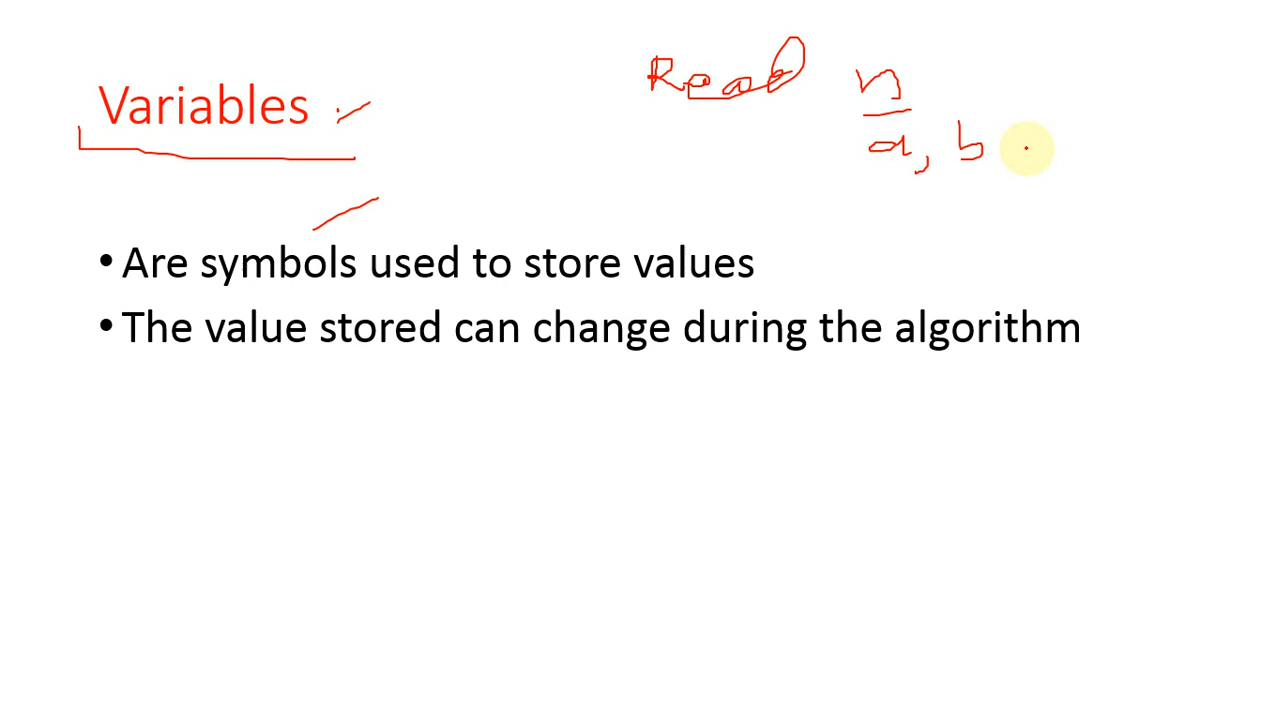 Read n
a, b
Variables
• Are symbols used to store values
• The value stored can change during the algorithm